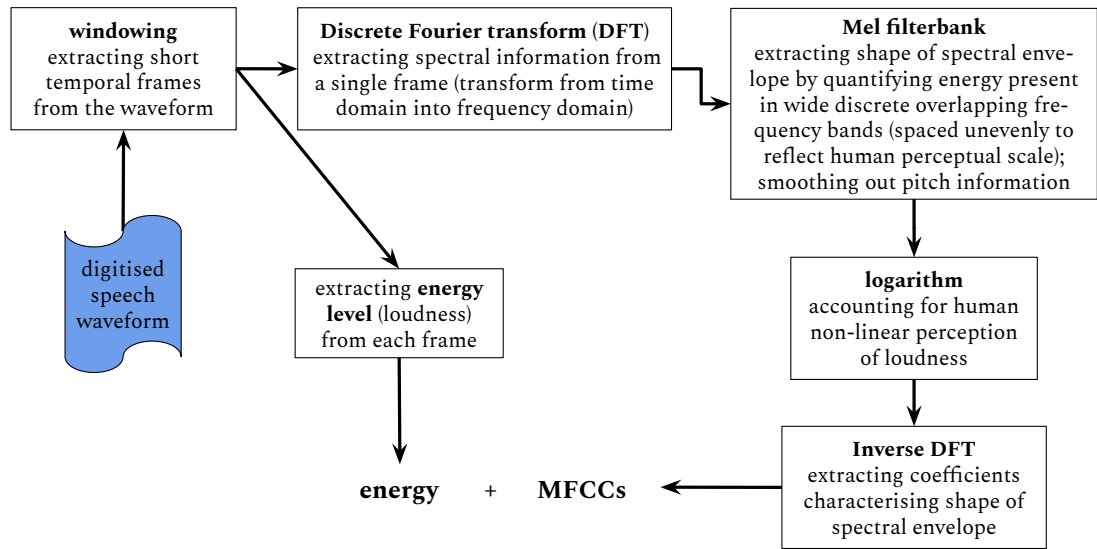 windowing
extracting short
temporal frames
from the waveform
Discrete Fourier transform (DFT)
extracting spectral information from
a single frame (transform from time
domain into frequency domain)
Mel filterbank
extracting shape of spectral enve-
lope by quantifying energy present
in wide discrete overlapping fre-
quency bands (spaced unevenly to
reflect human perceptual scale);
smoothing out pitch information
digitised
speech
waveform
extracting energy
level (loudness)
from each frame
logarithm
accounting for human
non-linear perception
of loudness
Inverse DFT
extracting coefficients
characterising shape of
spectral envelope
energy + MFCCs